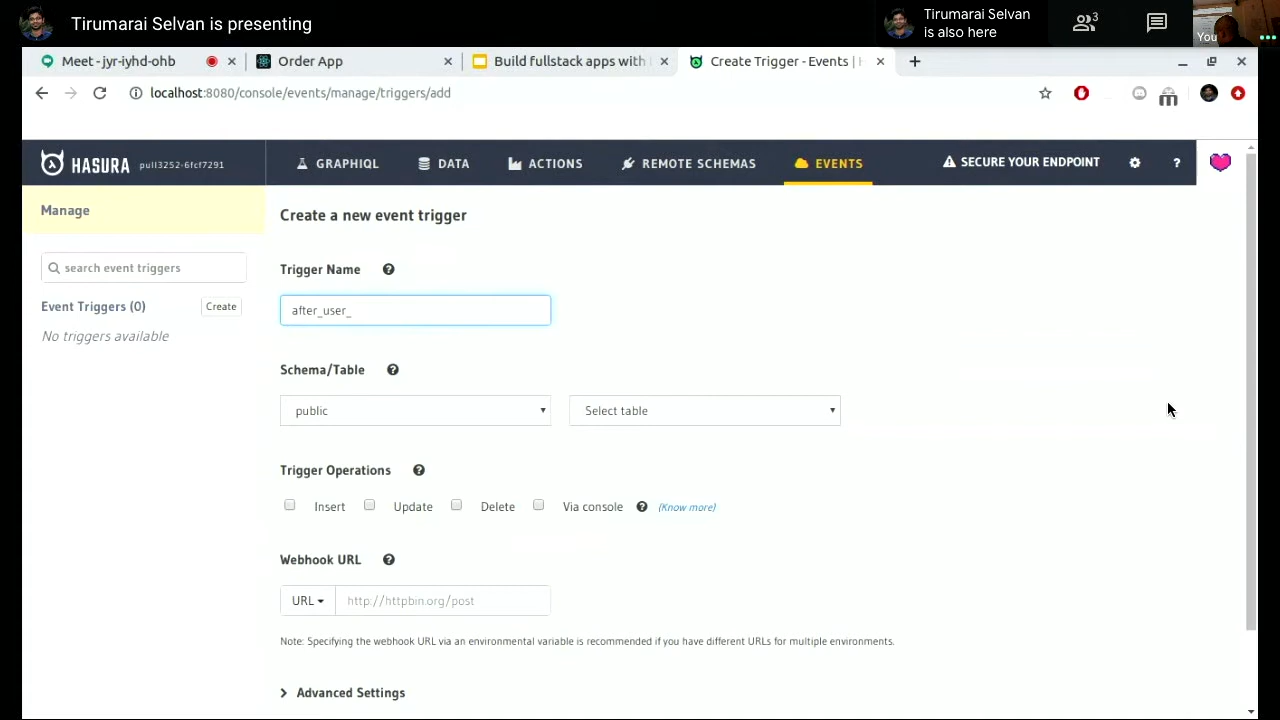 Tirumarai Selvan is presenting
Tirumarai Selvan is also here
3
You
Meet - jyr-iyhd-ohb
Order App
Build fullstack apps with
Create Trigger - Events |
localhost:8080/console/events/manage/triggers/add
HASURA pull3252-6fcf7291
GRAPHIQL
DATA
ACTIONS
REMOTE SCHEMAS
EVENTS
SECURE YOUR ENDPOINT
?
Manage
search event triggers
Event Triggers (0)
Create
No triggers available
Create a new event trigger
Trigger Name ?
after_user_
Schema/Table ?
public
Select table
Trigger Operations ?
Insert Update Delete Via console ? (Know more)
Webhook URL ?
URL http://httpbin.org/post
Note: Specifying the webhook URL via an environmental variable is recommended if you have different URLs for multiple environments.
Advanced Settings